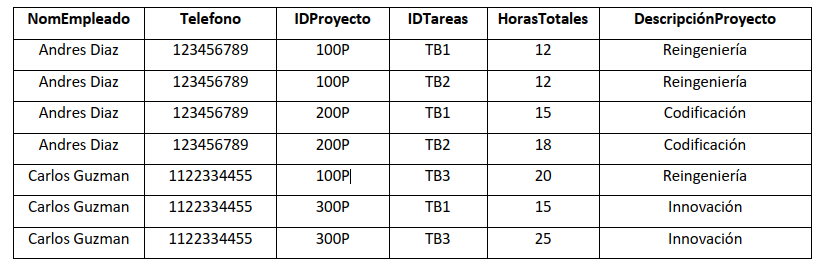 NomEmpleado Telefono IDProyecto IDTareas HorasTotales DescripciónProyecto
Andres Diaz 123456789 100P TB1 12 Reingeniería
Andres Diaz 123456789 100P TB2 12 Reingeniería
Andres Diaz 123456789 200P TB1 15 Codificación
Andres Diaz 123456789 200P TB2 18 Codificación
Carlos Guzman 1122334455 100P TB3 20 Reingeniería
Carlos Guzman 1122334455 300P TB1 15 Innovación
Carlos Guzman 1122334455 300P TB3 25 Innovación